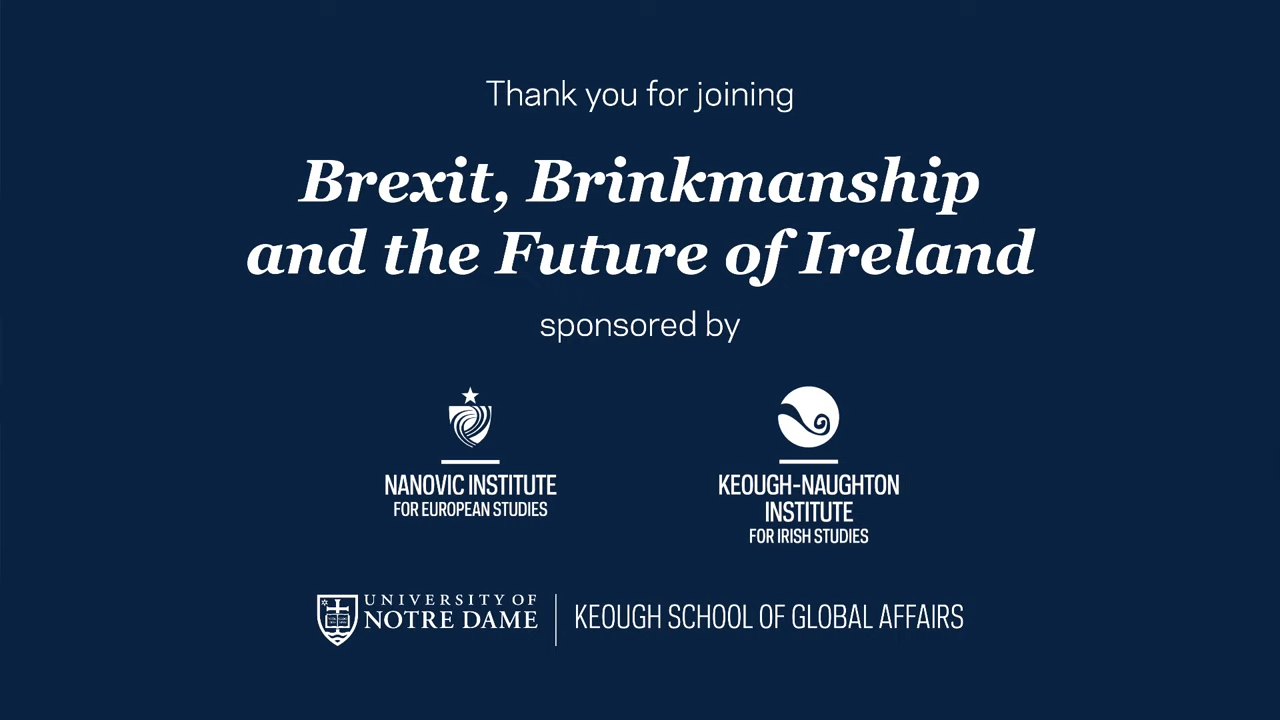 Thank you for joining
Brexit, Brinkmanship
and the Future of Ireland
sponsored by
NANOVIC INSTITUTE
FOR EUROPEAN STUDIES
KEOUGH-NAUGHTON
INSTITUTE
FOR IRISH STUDIES
UNIVERSITY OF
NOTRE DAME
KEOUGH SCHOOL OF GLOBAL AFFAIRS